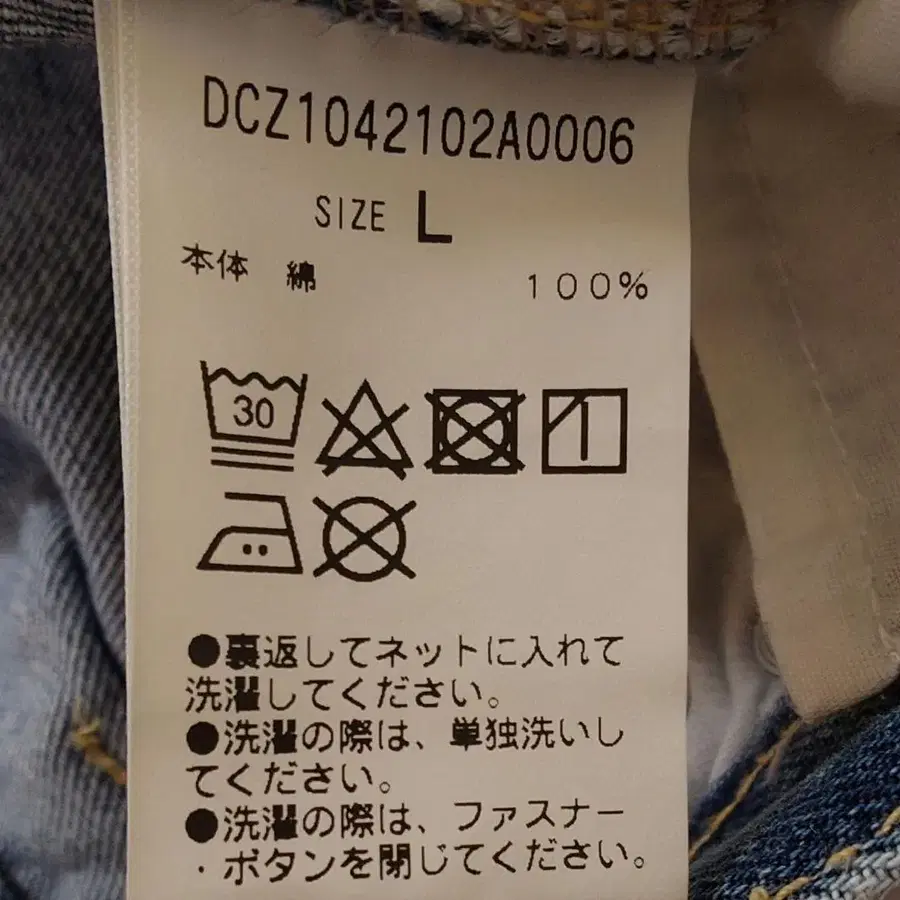 DCZ1042102A0006
SIZE L
本体 綿 100%
30
●裏返してネットに入れて
洗濯してください。
●洗濯の際は、単独洗いし
てください。
●洗濯の際は、ファスナー
・ボタンを閉じてください。